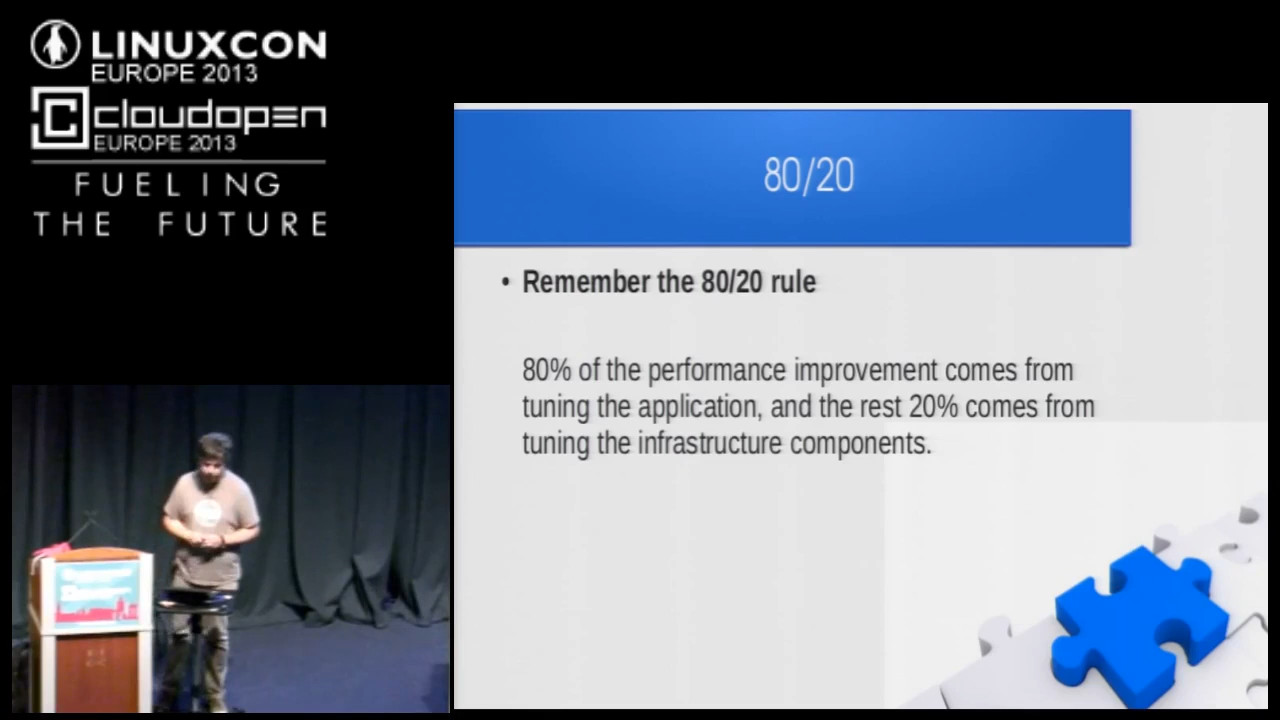 LINUXCON
EUROPE 2013
cloudopen
EUROPE 2013
FUELING
THE FUTURE
80/20
• Remember the 80/20 rule
80% of the performance improvement comes from
tuning the application, and the rest 20% comes from
tuning the infrastructure components.